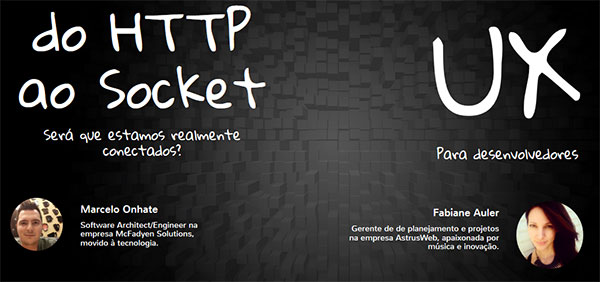 do HTTP
ao Socket
Será que estamos realmente
conectados?
Marcelo Onhate
Software Architect/Engineer na
empresa McFadyen Solutions,
movido à tecnologia.
UX
Para desenvolvedores
Fabiane Auler
Gerente de de planejamento e projetos
na empresa AstrusWeb, apaixonada por
música e inovação.